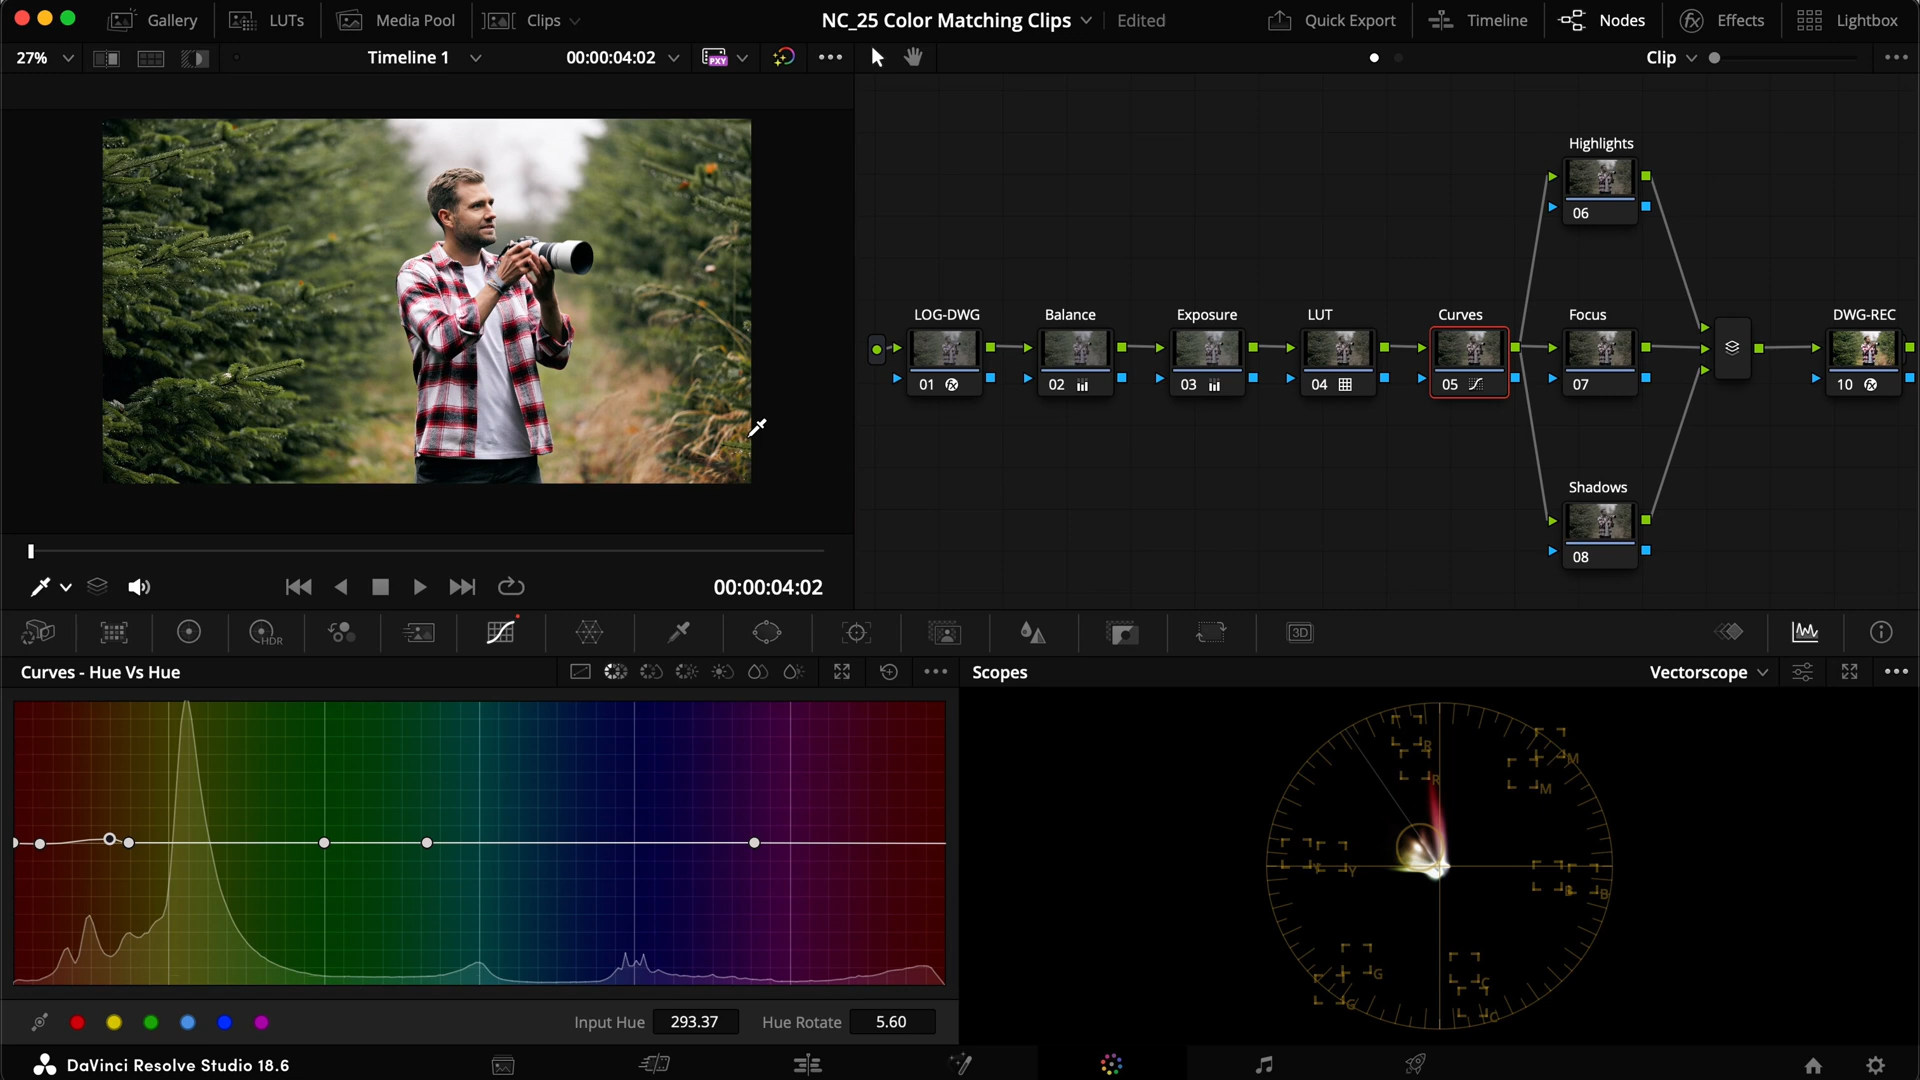 Gallery LUTs Media Pool Clips NC_25 Color Matching Clips Edited Quick Export Timeline Nodes Effects Lightbox
27% Timeline 1 00:00:04:02 PXY Clip
Highlights
06
LOG-DWG Balance Exposure LUT Curves Focus DWG-REC
01 02 03 04 05 07 10
Shadows
08
00:00:04:02
HDR 3D
Curves - Hue Vs Hue Scopes Vectorscope
R M
R M
Y Y B B
G C
G C
Input Hue 293.37 Hue Rotate 5.60
DaVinci Resolve Studio 18.6